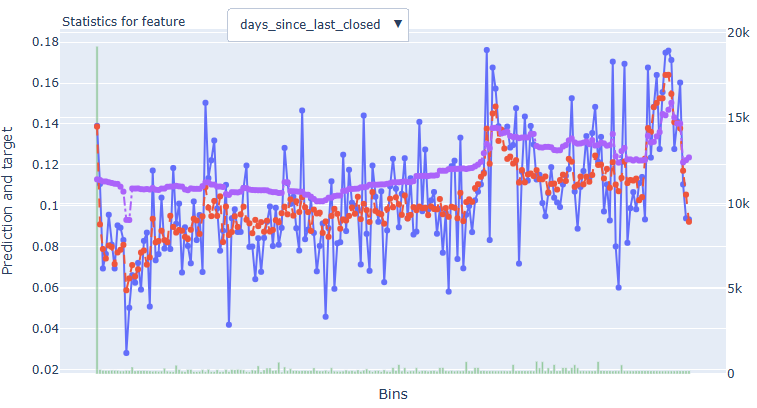 Statistics for feature
days_since_last_closed ▼
0.18
0.16
0.14
0.12
0.1
0.08
0.06
0.04
0.02
20k
15k
10k
5k
0
Prediction and target
Bins